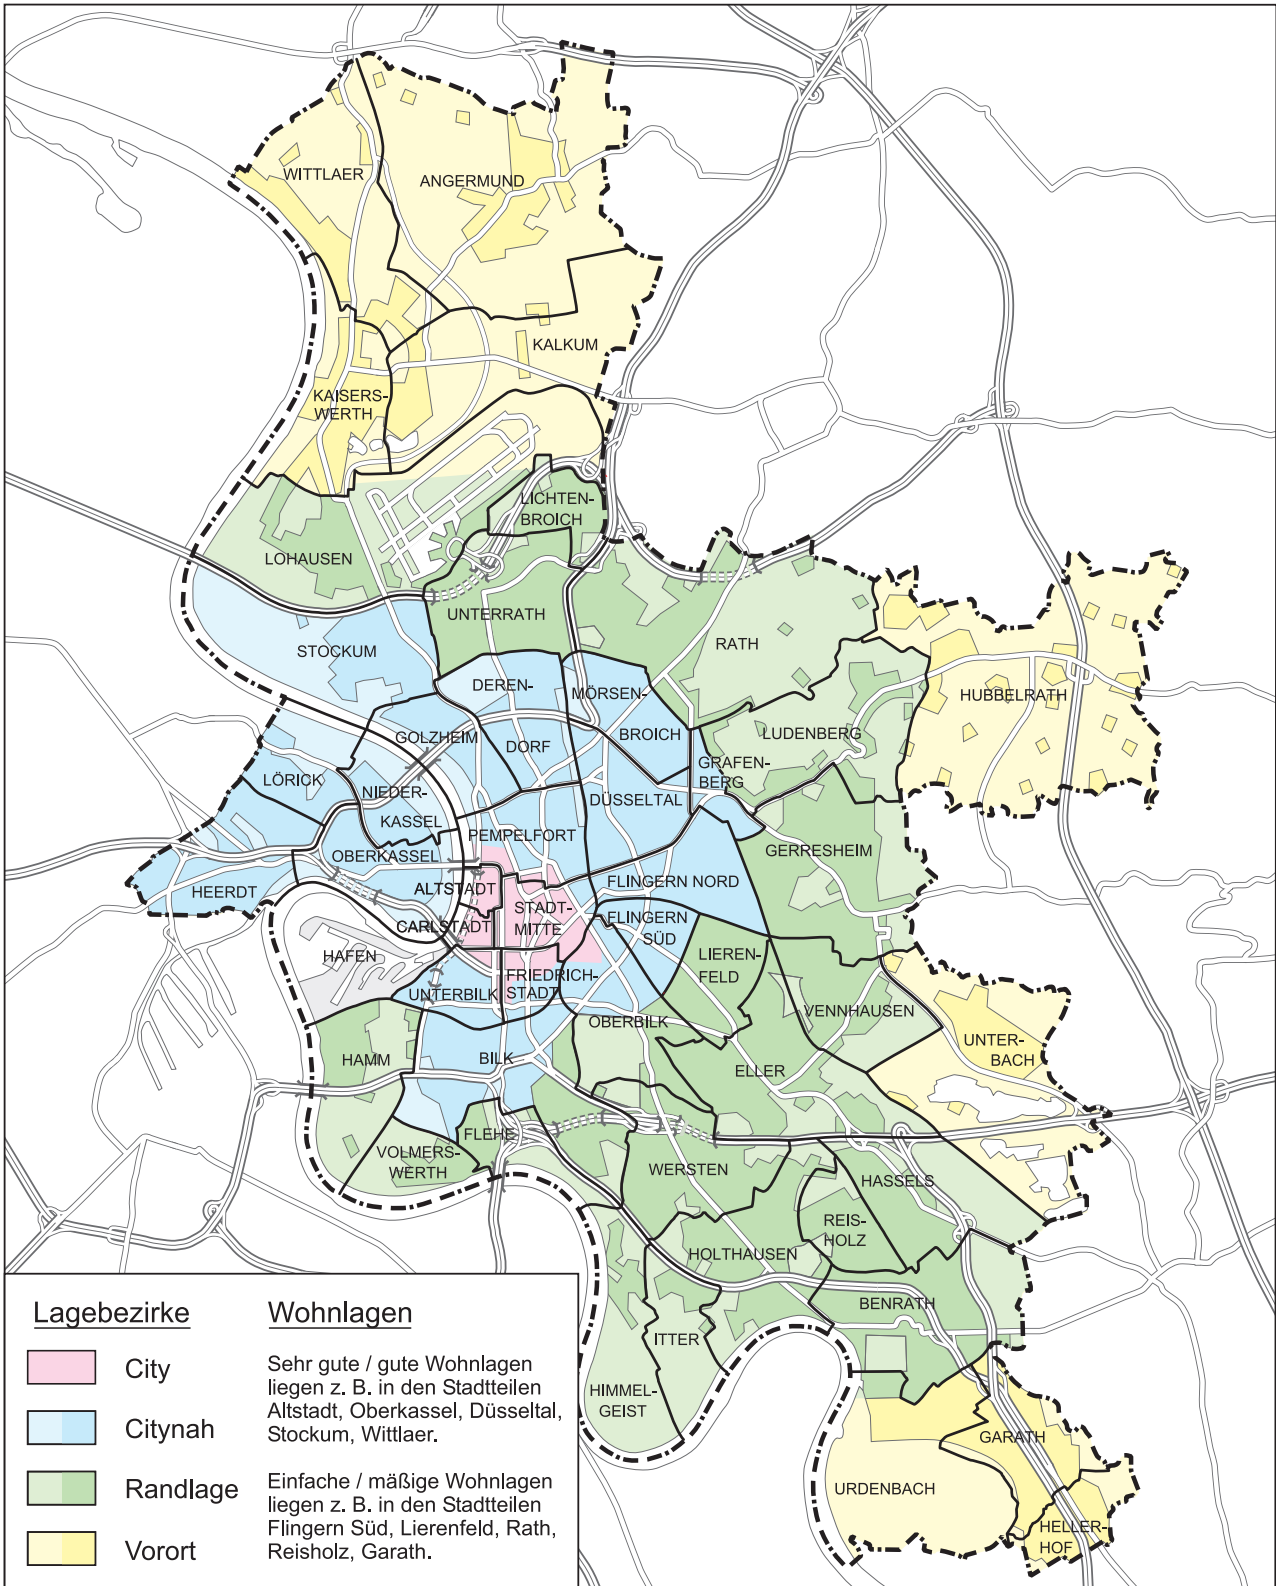 WITTLAER
ANGERMUND
KALKUM
KAISERS-
WERTH
LICHTEN-
BROICH
LOHAUSEN
UNTERRATH
RATH
STOCKUM
DEREN-
DORF
MÖRSEN-
BROICH
HUBBELRATH
LUDENBERG
GOLZHEIM
GRAFEN-
BERG
LÖRICK
NIEDER-
KASSEL
DÜSSELTAL
PEMPELFORT
OBERKASSEL
GERRESHEIM
HEERDT
ALTSTADT
FLINGERN NORD
STADT-
MITTE
CARLSTADT
FLINGERN
SÜD
HAFEN
LIEREN-
FELD
FRIEDRICH-
STADT
UNTERBILK
VENNHAUSEN
OBERBILK
UNTER-
BACH
HAMM
BILK
ELLER
FLEHE
VOLMERS-
WERTH
WERSTEN
HASSELS
REIS-
HOLZ
HOLTHAUSEN
BENRATH
ITTER
HIMMEL-
GEIST
GARATH
URDENBACH
HELLER-
HOF
Lagebezirke
City
Citynah
Randlage
Vorort
Wohnlagen
Sehr gute / gute Wohnlagen
liegen z. B. in den Stadtteilen
Altstadt, Oberkassel, Düsseltal,
Stockum, Wittlaer.
Einfache / mäßige Wohnlagen
liegen z. B. in den Stadtteilen
Flingern Süd, Lierenfeld, Rath,
Reisholz, Garath.